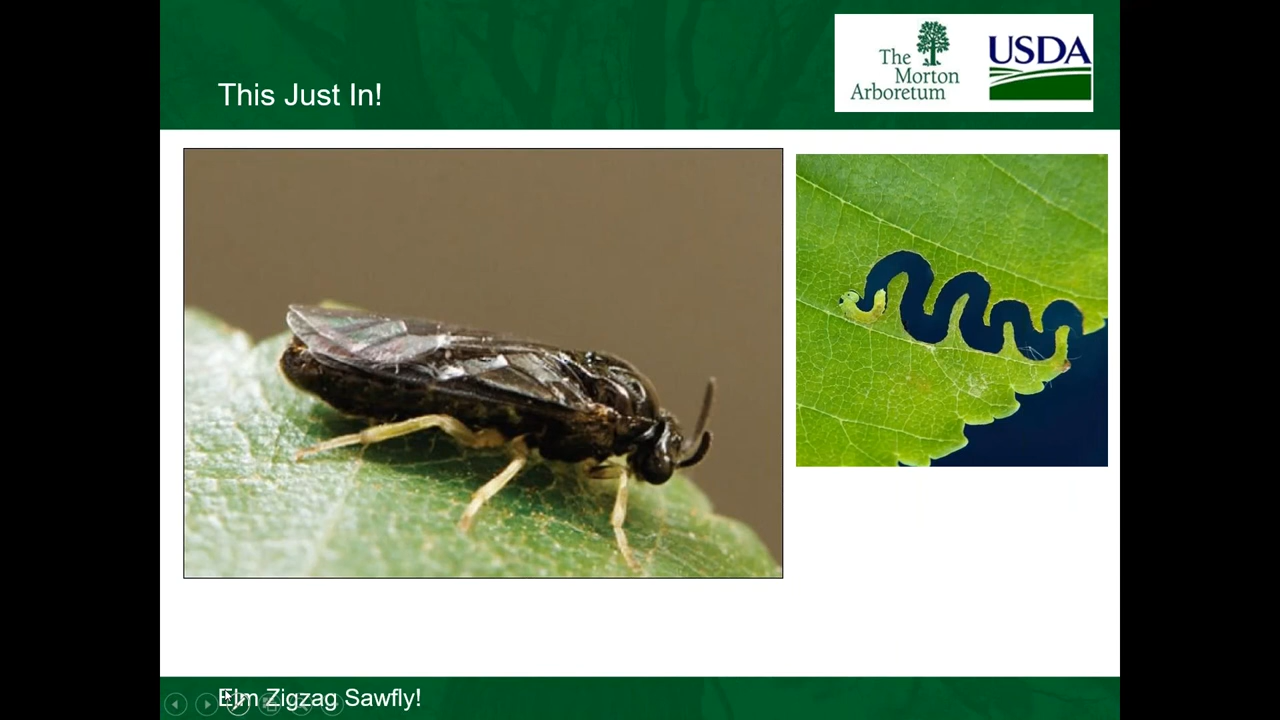 This Just In!
The
Morton
Arboretum
USDA
Elm Zigzag Sawfly!